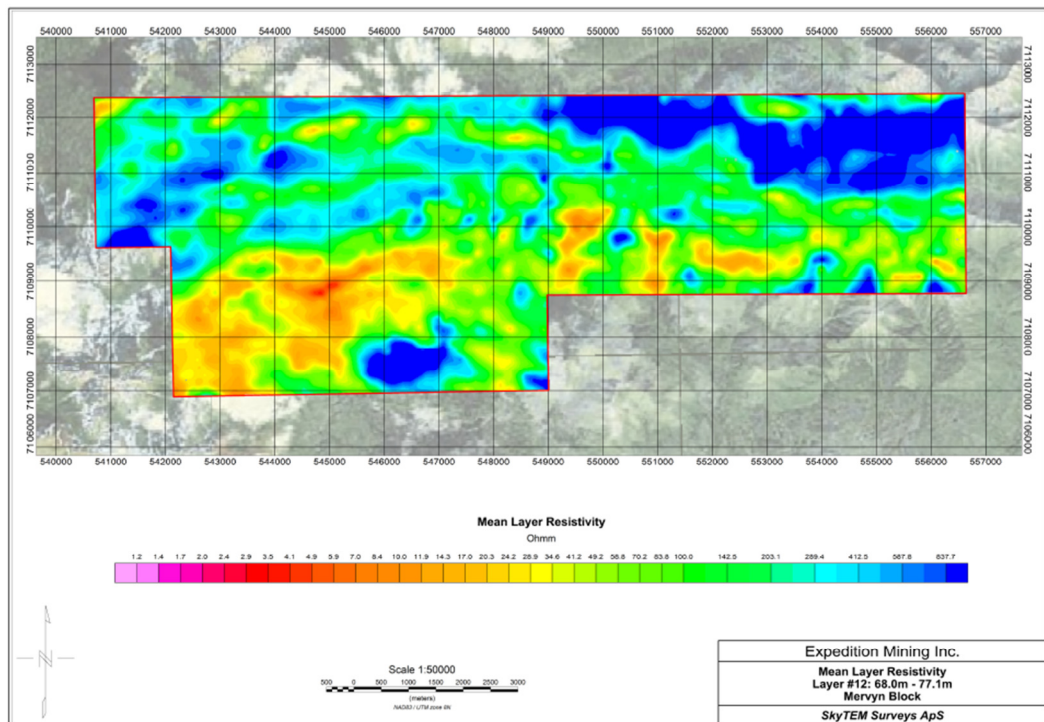 540000 541000 542000 543000 544000 545000 546000 547000 548000 549000 550000 551000 552000 553000 554000 555000 556000 557000
7113000 7113000
7112000 7112000
7111000 7111000
7110000 7110000
7109000 7109000
7108000 7108000
7107000 7107000
7106000 7106000
540000 541000 542000 543000 544000 545000 546000 547000 548000 549000 550000 551000 552000 553000 554000 555000 556000 557000
Mean Layer Resistivity
Ohmm
1.2 1.4 1.7 2.0 2.4 2.9 3.5 4.1 4.9 5.9 7.0 8.4 10.0 11.9 14.3 17.0 20.3 24.2 28.9 34.6 41.2 49.2 58.8 70.2 83.8 100.0 142.5 203.1 289.4 412.5 587.8 837.7
N
Scale 1:50000
500 0 500 1000 1500 2000 2500 3000
(meters)
NAD83 / UTM zone 8N
Expedition Mining Inc.
Mean Layer Resistivity
Layer #12: 68.0m - 77.1m
Mervyn Block
SkyTEM Surveys ApS